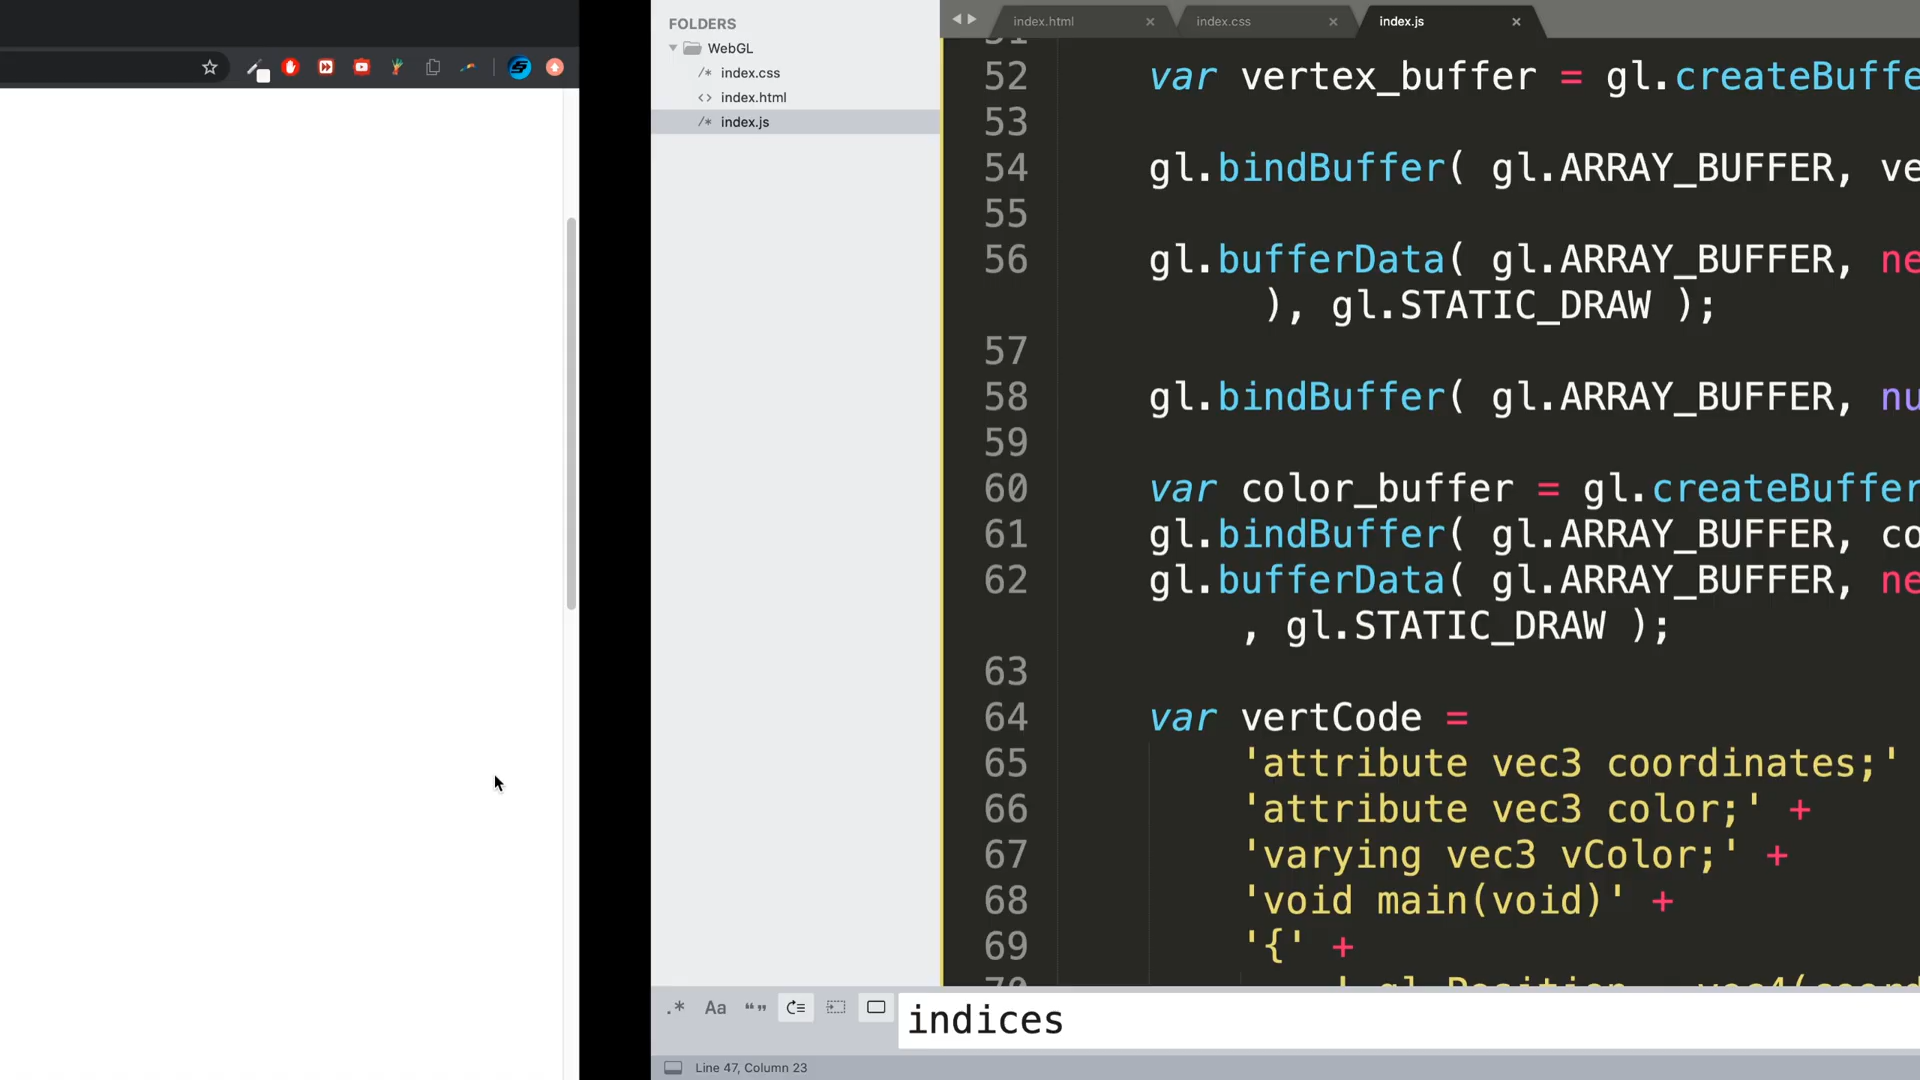 FOLDERS
WebGL
/* index.css
<> index.html
/* index.js
index.html
index.css
index.js
52 var vertex_buffer = gl.createBuffe
53
54 gl.bindBuffer( gl.ARRAY_BUFFER, ve
55
56 gl.bufferData( gl.ARRAY_BUFFER, ne
), gl.STATIC_DRAW );
57
58 gl.bindBuffer( gl.ARRAY_BUFFER, nu
59
60 var color_buffer = gl.createBuffer
61 gl.bindBuffer( gl.ARRAY_BUFFER, co
62 gl.bufferData( gl.ARRAY_BUFFER, ne
, gl.STATIC_DRAW );
63
64 var vertCode =
65 'attribute vec3 coordinates;'
66 'attribute vec3 color;' +
67 'varying vec3 vColor;' +
68 'void main(void)' +
69 '{' +
.* Aa “”
indices
Line 47, Column 23